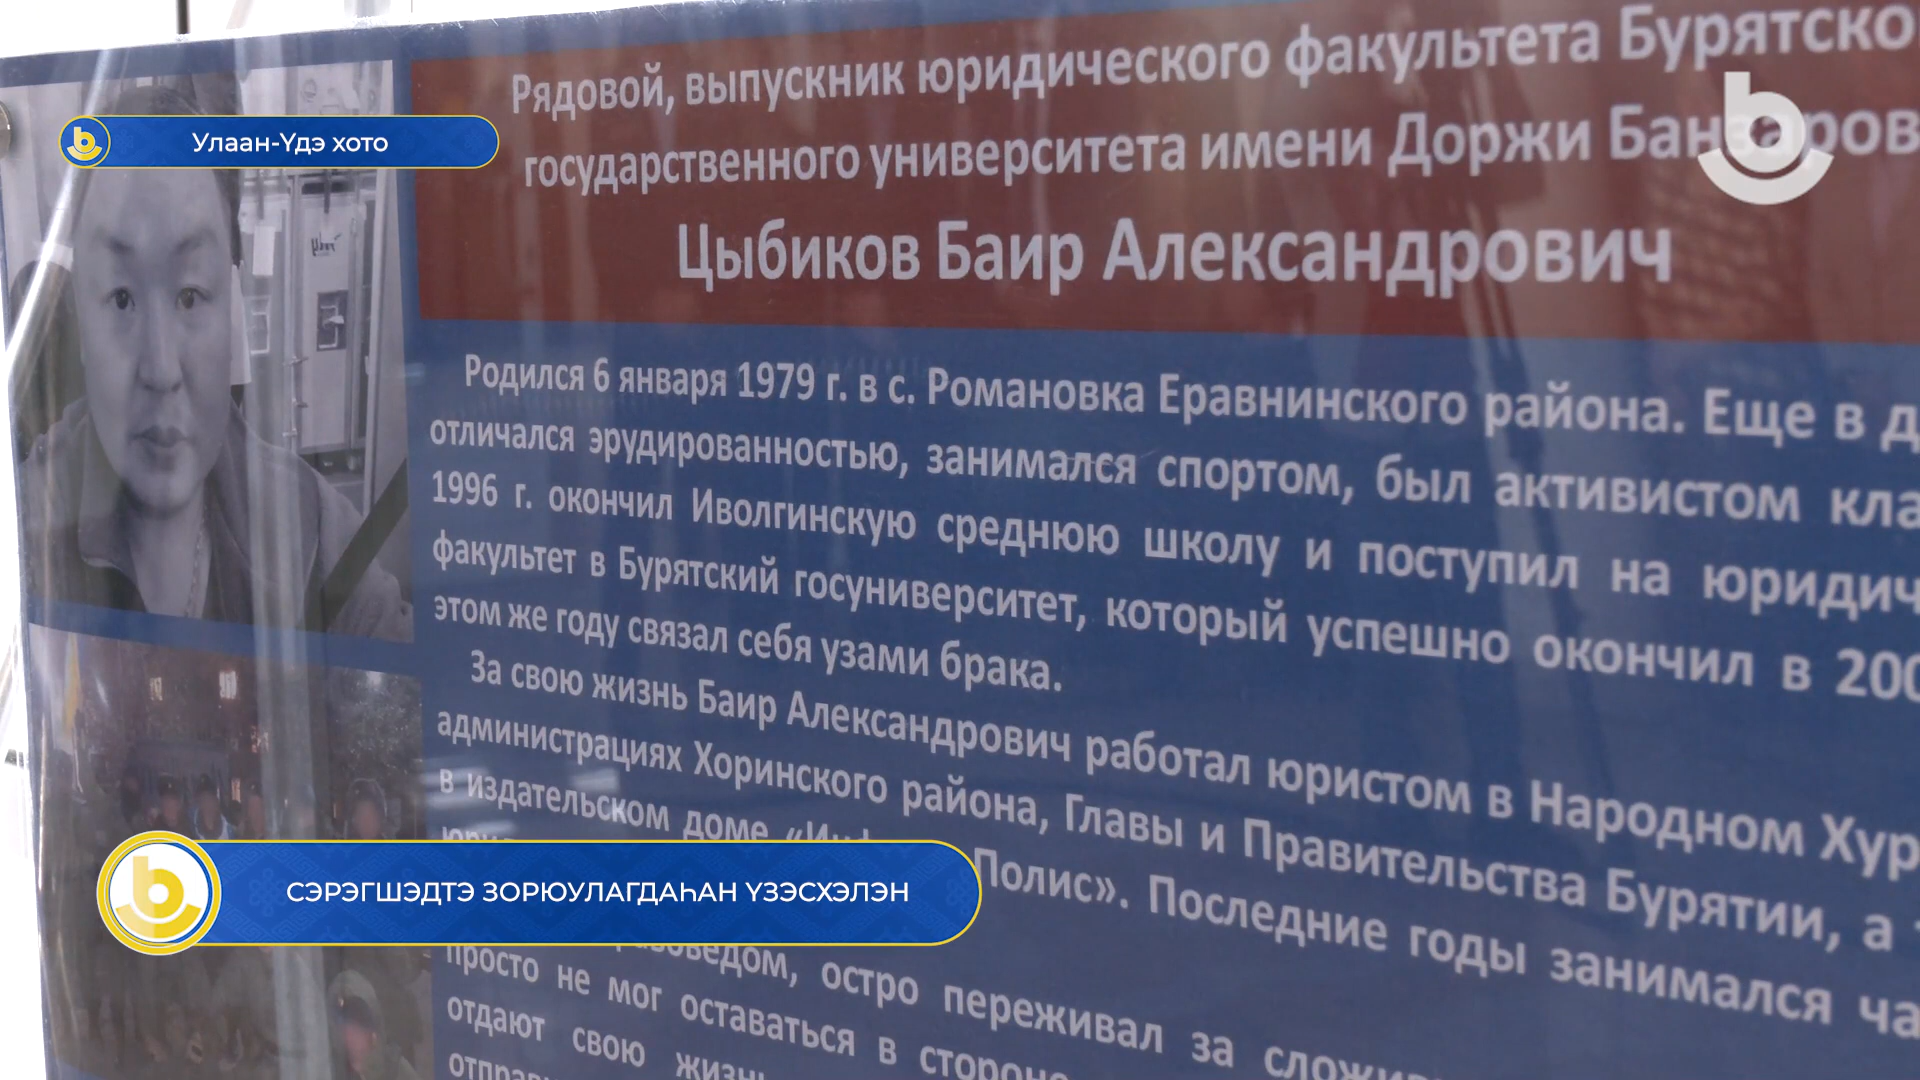 Рядовой, выпускник юридического факультета Бурятско
государственного университета имени Доржи Банзаров
Улаан-Үдэ хото
Цыбиков Баир Александрович
Родился 6 января 1979 г. в с. Романовка Еравнинского района. Еще в д
отличался эрудированностью, занимался спортом, был активистом кла
1996 г. окончил Иволгинскую среднюю школу и поступил на юридич
факультет в Бурятский госуниверситет, который успешно окончил в 200
этом же году связал себя узами брака.
За свою жизнь Баир Александрович работал юристом в Народном Хур
администрациях Хоринского района, Главы и Правительства Бурятии, а
в издательском доме Полис». Последние годы занимался ча
СЭРЭГШЭДТЭ ЗОРЮУЛАГДАҺАН ҮЗЭСХЭЛЭН
остро переживал за
просто не мог оставаться в стороне
отдают свою